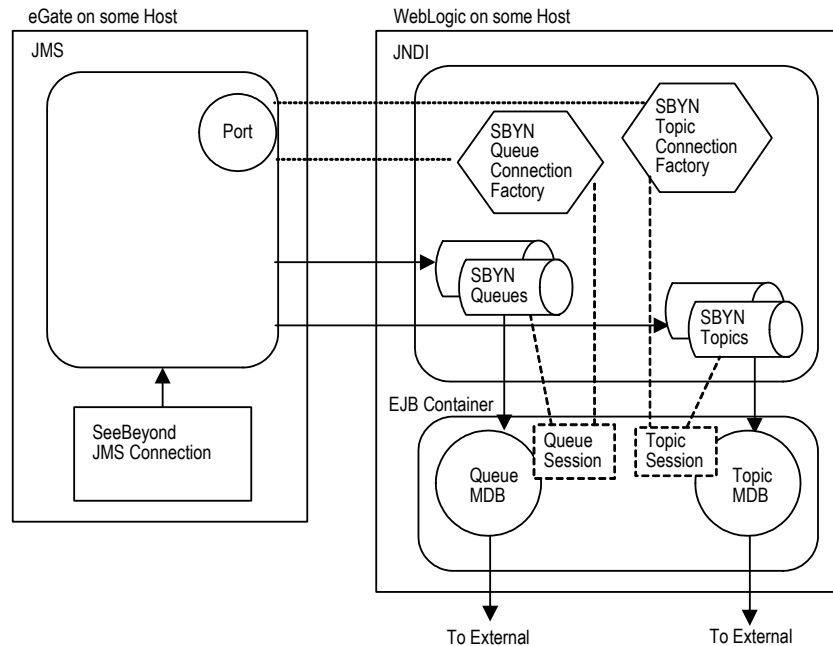 eGate on some Host
WebLogic on some Host
JMS
JNDI
Port
SBYN
Queue
Connection
Factory
SBYN
Topic
Connection
Factory
SBYN
Queues
SBYN
Topics
EJB Container
SeeBeyond
JMS Connection
Queue
MDB
Queue
Session
Topic
Session
Topic
MDB
To External
To External